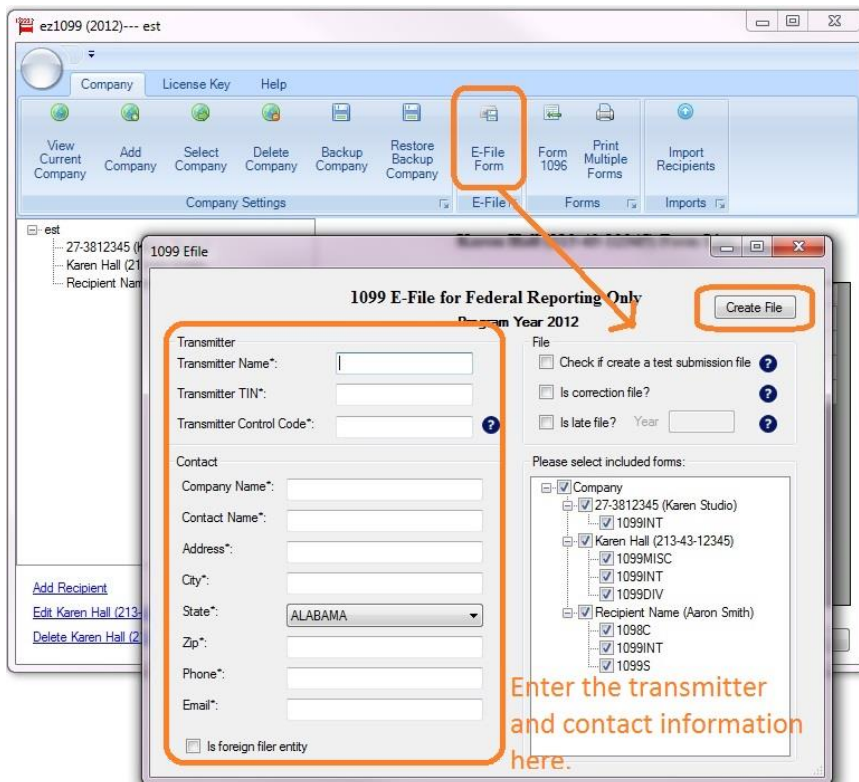 ez1099 (2012)--- est
Company License Key Help
View Current Company
Add Company
Select Company
Delete Company
Backup Company
Restore Backup Company
E-File Form
Form 1096
Print Multiple Forms
Import Recipients
Company Settings
E-File
Forms
Imports
est
27-3812345 (
Karen Hall (21
Recipient Nam
Add Recipient
Edit Karen Hall (213-
Delete Karen Hall (2
1099 Efile
1099 E-File for Federal Reporting Only
Program Year 2012
Create File
Transmitter
Transmitter Name*:
Transmitter TIN*:
Transmitter Control Code*:
Contact
Company Name*:
Contact Name*:
Address*:
City*:
State*: ALABAMA
Zip*:
Phone*:
Email*:
Is foreign filer entity
File
Check if create a test submission file ?
Is correction file? ?
Is late file? Year ?
?
Please select included forms:
Company
27-3812345 (Karen Studio)
1099INT
Karen Hall (213-43-12345)
1099MISC
1099INT
1099DIV
Recipient Name (Aaron Smith)
1098C
1099INT
1099S
Enter the transmitter
and contact information
here.